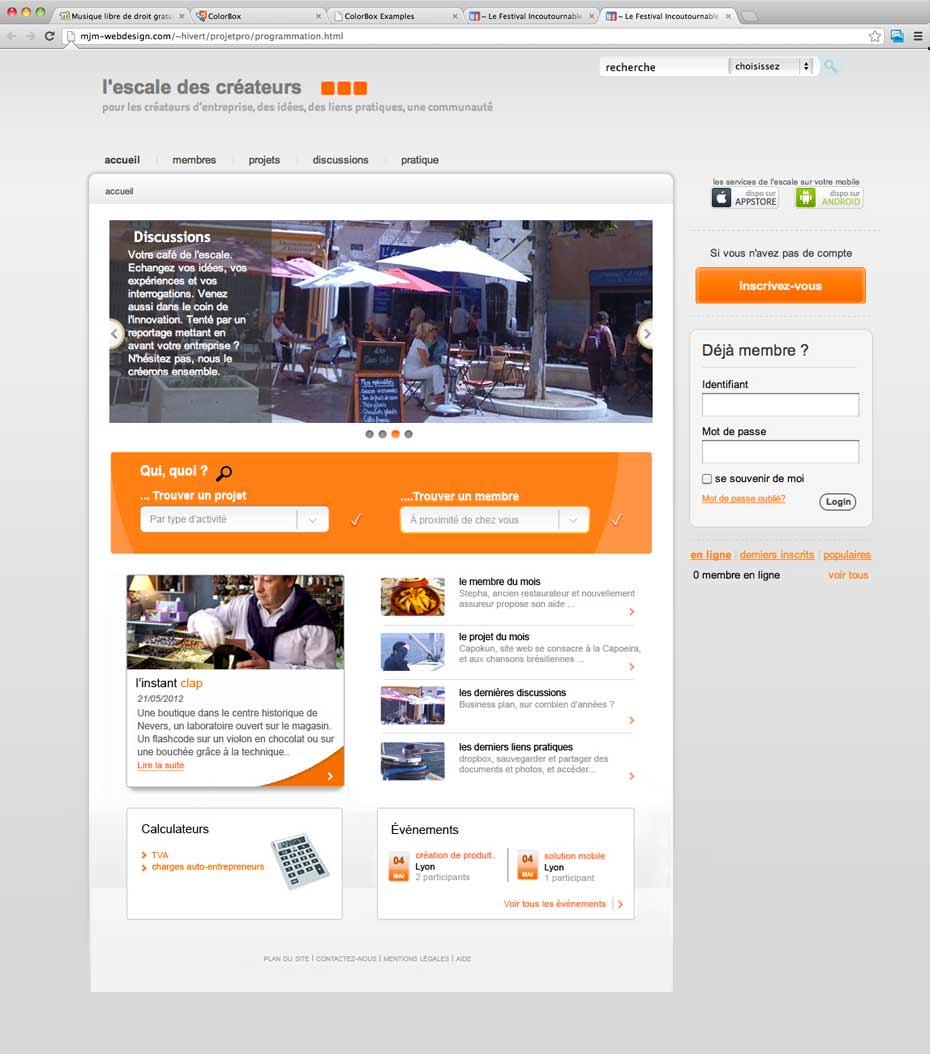 Musique libre de droit gratu
ColorBox
ColorBox Examples
~ Le Festival Incoutournable
~ Le Festival Incoutournable
mjm-webdesign.com/~hivert/projetpro/programmation.html
recherche
choisissez
l'escale des créateurs
pour les créateurs d'entreprise, des idées, des liens pratiques, une communauté
accueil
membres
projets
discussions
pratique
accueil
les services de l'escale sur votre mobile
dispo sur
APPSTORE
dispo sur
ANDROID
Si vous n'avez pas de compte
Inscrivez-vous
Déjà membre ?
Identifiant
Mot de passe
se souvenir de moi
Mot de passe oublié?
Login
en ligne | derniers inscrits | populaires
0 membre en ligne
voir tous
Discussions
Votre café de l'escale.
Echangez vos idées, vos
expériences et vos
interrogations. Venez
aussi dans le coin de
l'innovation. Tenté par un
reportage mettant en
avant votre entreprise ?
N'hésitez pas, nous le
créerons ensemble.
Qui, quoi ?
... Trouver un projet
Par type d'activité
....Trouver un membre
À proximité de chez vous
l'instant clap
21/05/2012
Une boutique dans le centre historique de
Nevers, un laboratoire ouvert sur le magasin.
Un flashcode sur un violon en chocolat ou sur
une bouchée grâce à la technique..
Lire la suite
le membre du mois
Stepha, ancien restaurateur et nouvellement
assureur propose son aide ...
le projet du mois
Capokun, site web se consacre à la Capoeira,
et aux chansons brésiliennes ...
les dernières discussions
Business plan, sur combien d'années ?
les derniers liens pratiques
dropbox, sauvegarder et partager des
documents et photos, et accéder...
Calculateurs
TVA
charges auto-entrepreneurs
Événements
04
MAI
création de produit..
Lyon
2 participants
04
MAI
solution mobile
Lyon
1 participant
Voir tous les événements
PLAN DU SITE | CONTACTEZ-NOUS | MENTIONS LÉGALES | AIDE